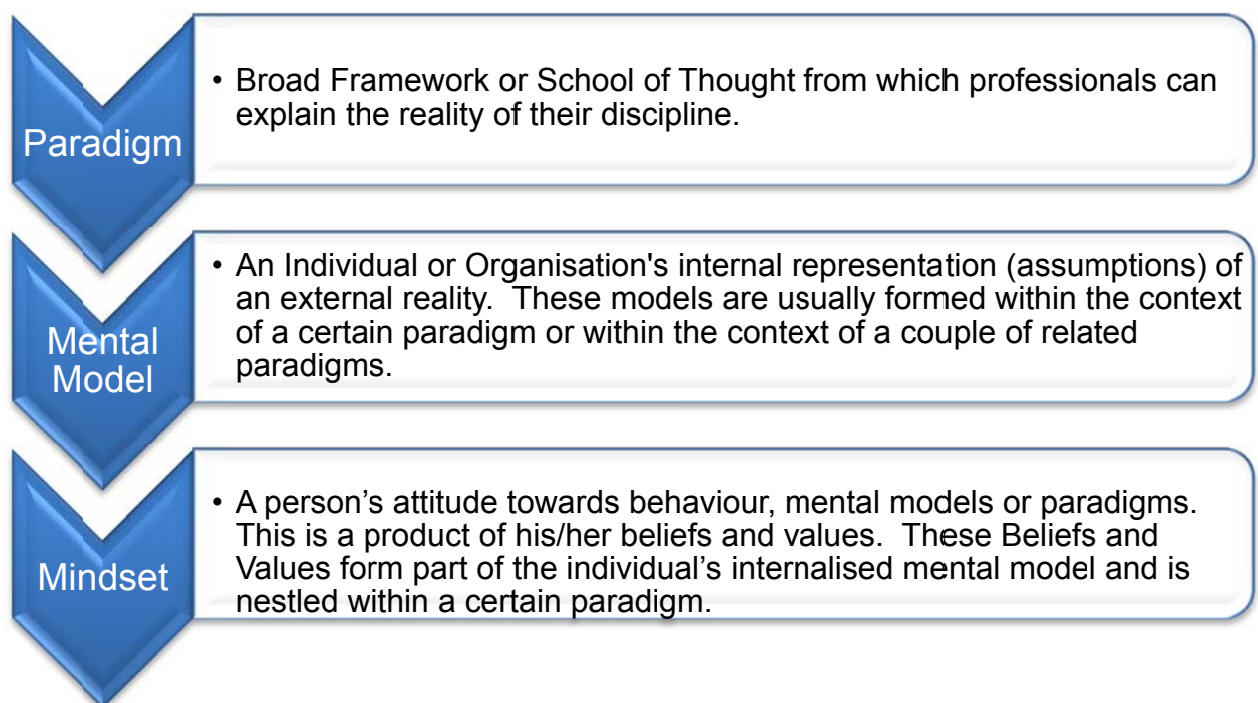 Paradigm
• Broad Framework or School of Thought from which professionals can
explain the reality of their discipline.
Mental
Model
• An Individual or Organisation's internal representation (assumptions) of
an external reality.  These models are usually formed within the context
of a certain paradigm or within the context of a couple of related
paradigms.
Mindset
• A person’s attitude towards behaviour, mental models or paradigms.
This is a product of his/her beliefs and values.  These Beliefs and
Values form part of the individual’s internalised mental model and is
nestled within a certain paradigm.